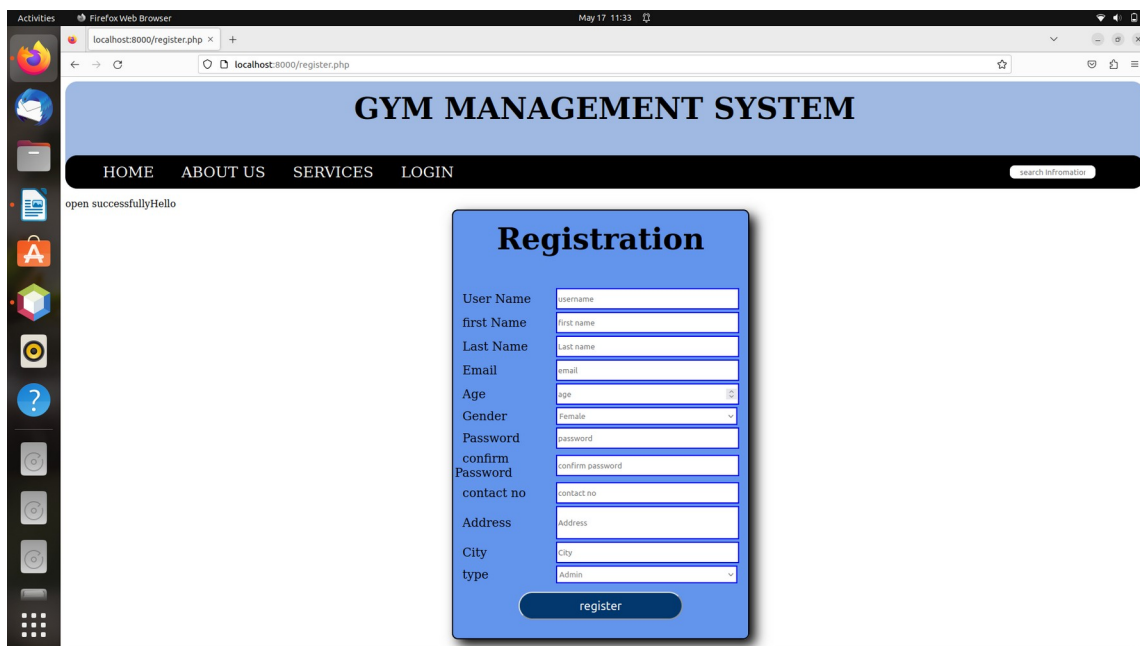 Activities Firefox Web Browser May 17 11:33
localhost:8000/register.php × +
localhost:8000/register.php
GYM MANAGEMENT SYSTEM
HOME ABOUT US SERVICES LOGIN search Infromation
open successfullyHello
Registration
User Name username
first Name first name
Last Name Last name
Email email
Age age
Gender Female
Password password
confirm
Password confirm password
contact no contact no
Address Address
City City
type Admin
register